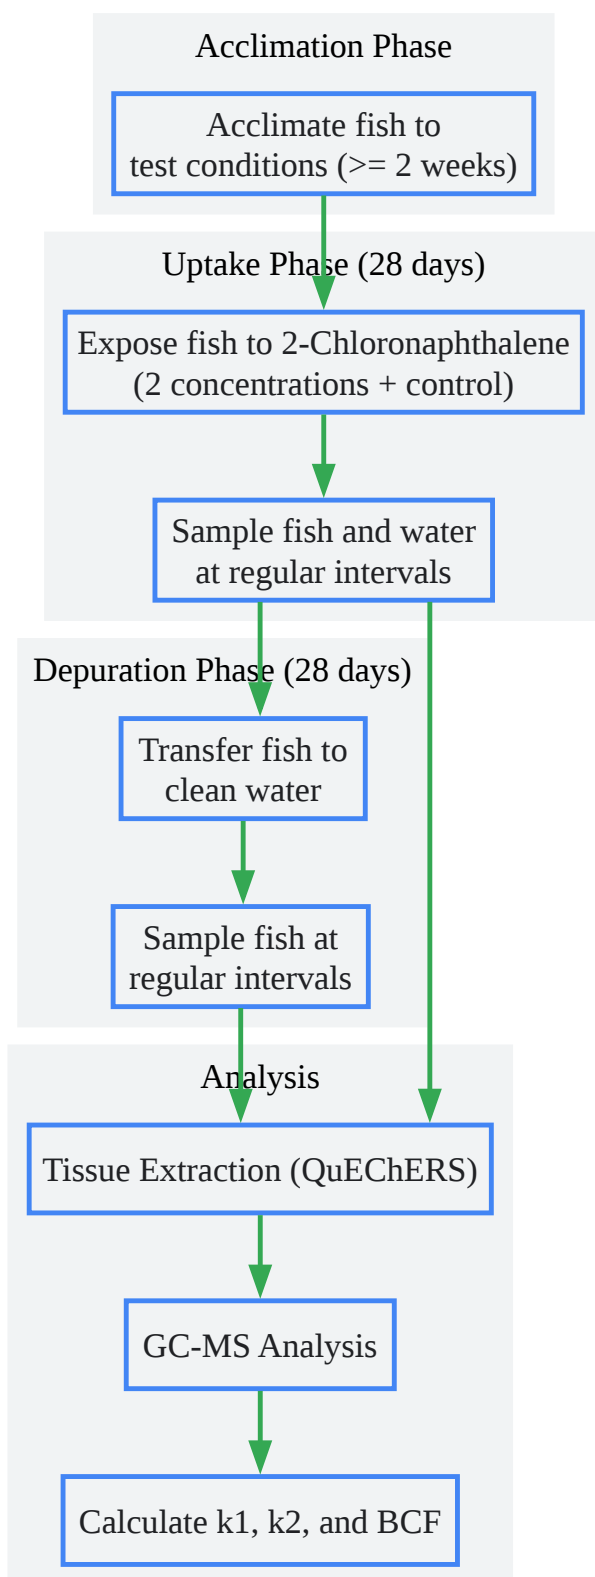 Acclimation Phase
Acclimate fish to
test conditions (>= 2 weeks)
Uptake Phase (28 days)
Expose fish to 2-Chloronaphthalene
(2 concentrations + control)
Sample fish and water
at regular intervals
Depuration Phase (28 days)
Transfer fish to
clean water
Sample fish at
regular intervals
Analysis
Tissue Extraction (QuEChERS)
GC-MS Analysis
Calculate k1, k2, and BCF